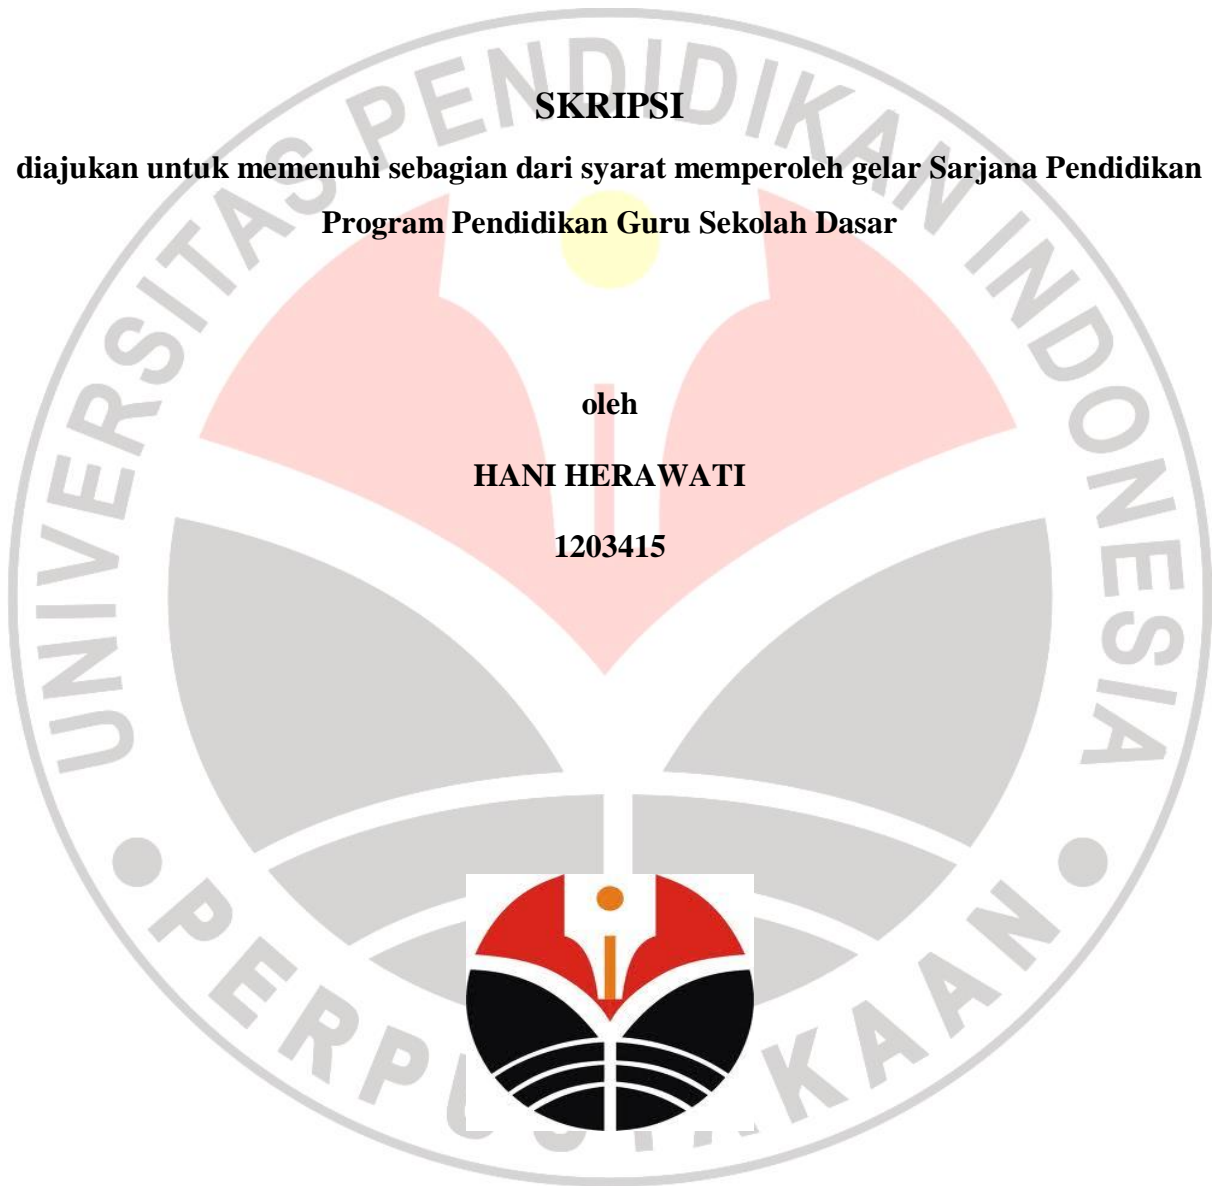 SKRIPSI
diajukan untuk memenuhi sebagian dari syarat memperoleh gelar Sarjana Pendidikan
Program Pendidikan Guru Sekolah Dasar
oleh
HANI HERAWATI
1203415
UNIVERSITAS PENDIDIKAN INDONESIA
PERPUSTAKAAN